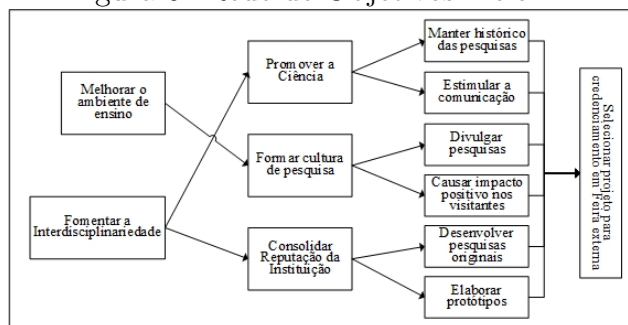 Melhorar o
ambiente de
ensino
Fomentar a
Interdisciplinariedade
Promover a
Ciência
Formar cultura
de pesquisa
Consolidar
Reputação da
Instituição
Manter histórico
das pesquisas
Estimular a
comunicação
Divulgar
pesquisas
Causar impacto
positivo nos
visitantes
Desenvolver
pesquisas
originais
Elaborar
protótipos
Selecionar projeto para
credenciamento em Feira externa